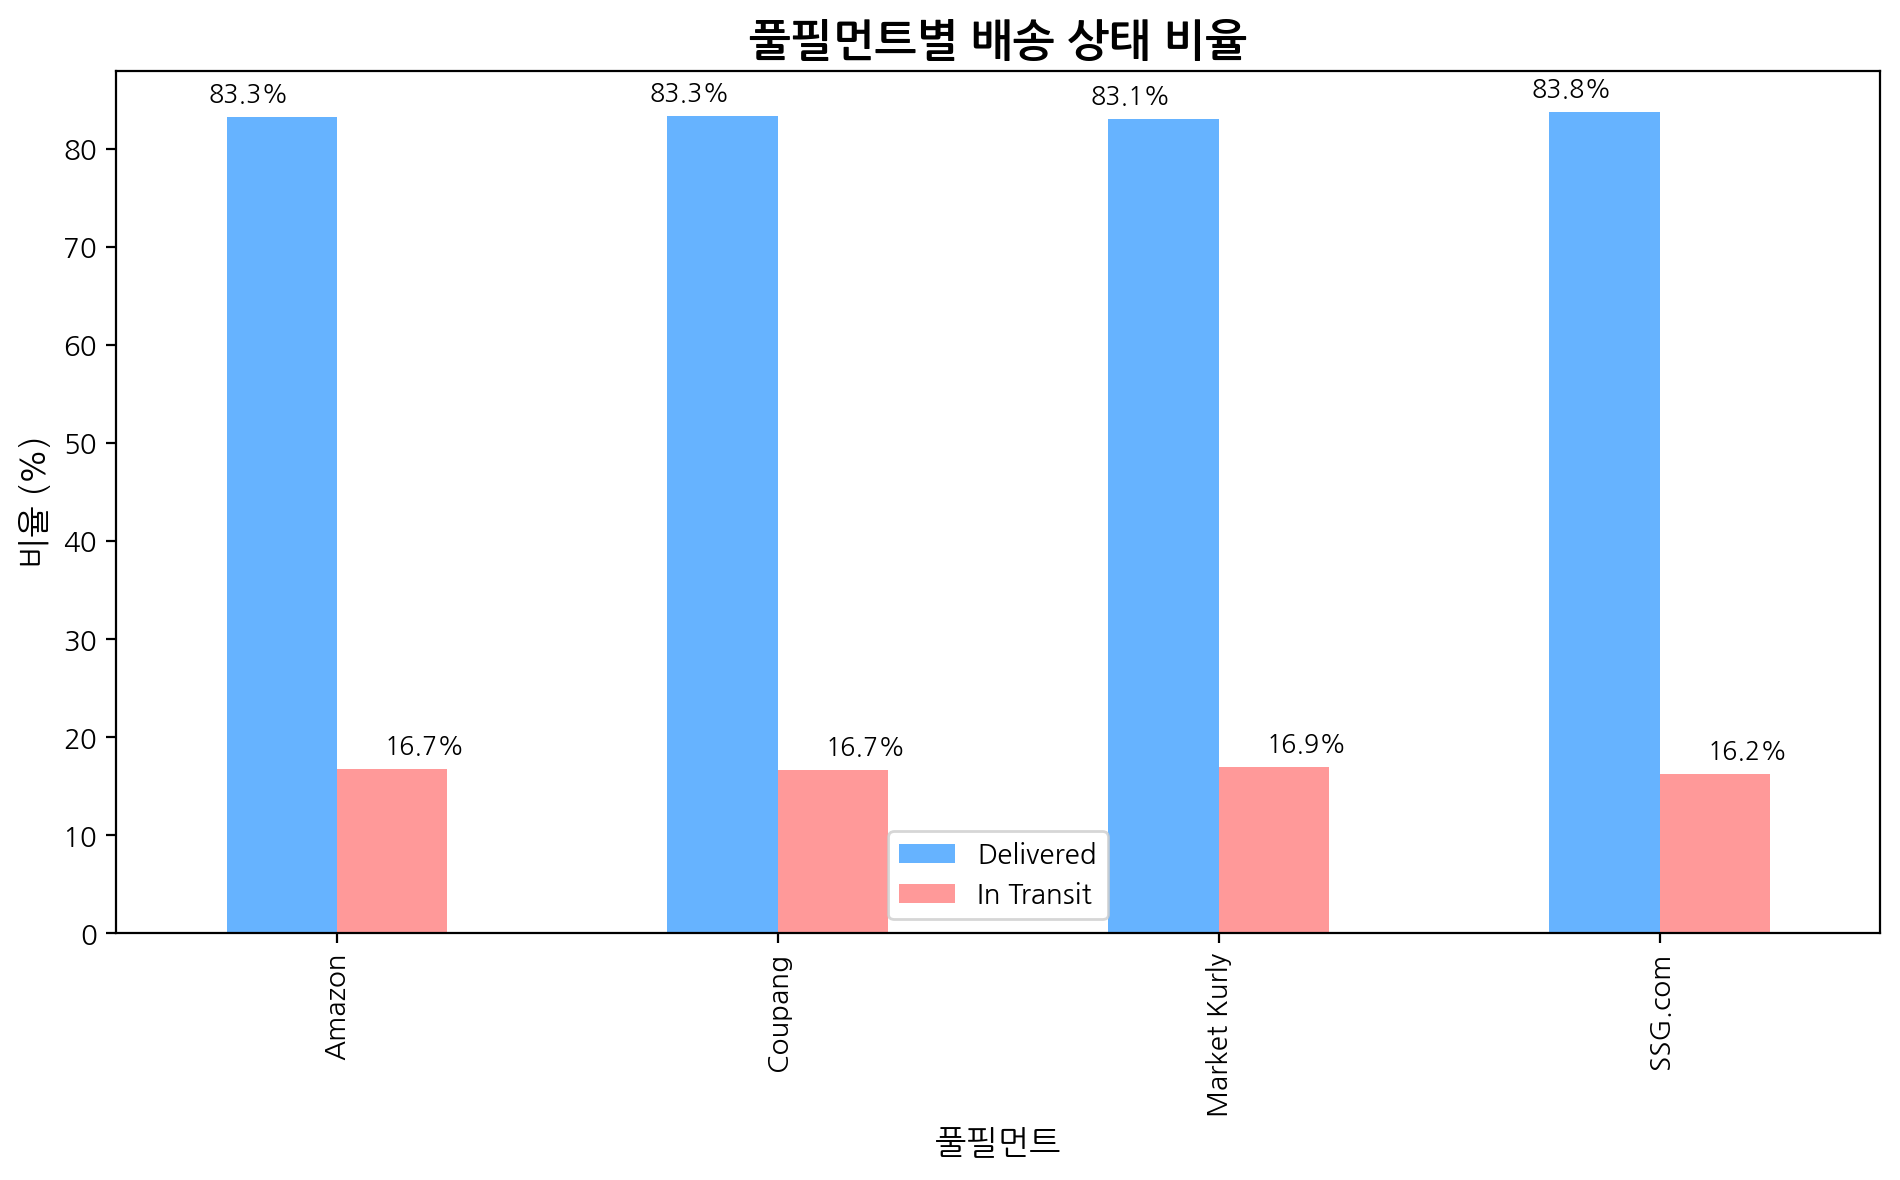 풀필먼트별 배송 상태 비율
83.3%
83.3%
83.1%
83.8%
80
70
60
50
40
30
20
10
0
비율 (%)
16.7%
16.7%
16.9%
16.2%
Delivered
In Transit
Amazon
Coupang
Market Kurly
SSG.com
풀필먼트